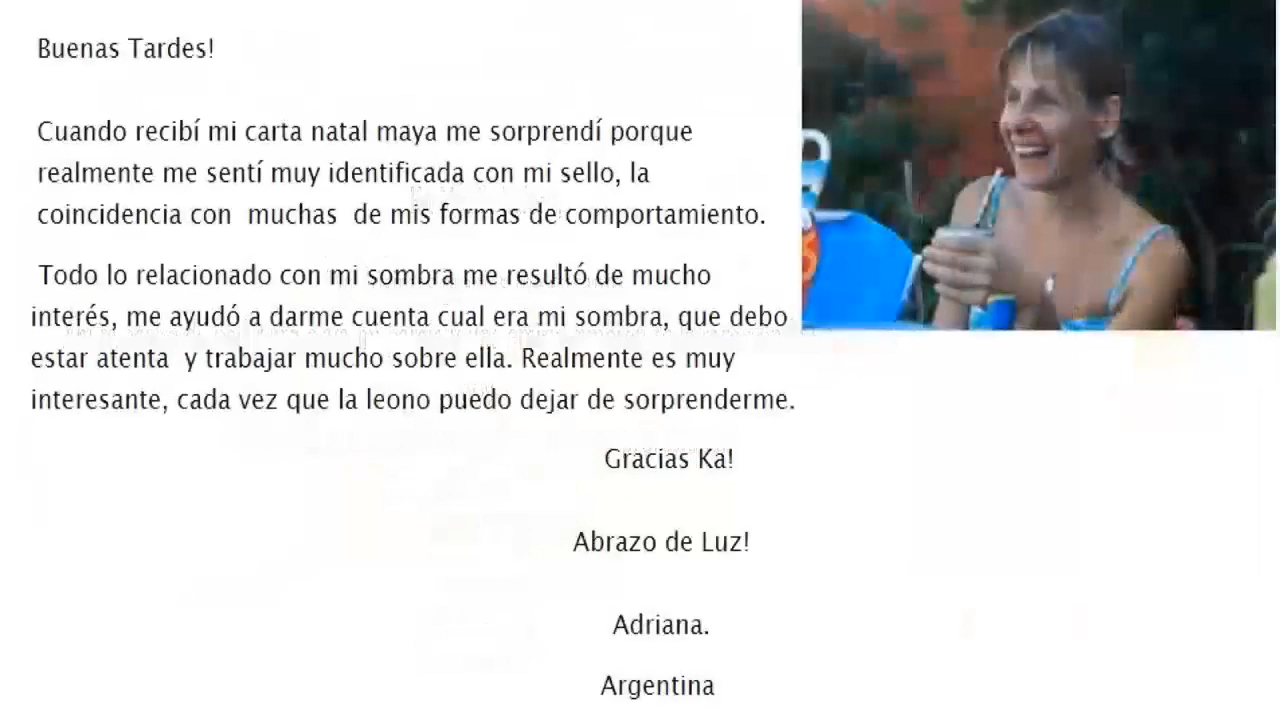 Buenas Tardes!
Cuando recibí mi carta natal maya me sorprendí porque
realmente me sentí muy identificada con mi sello, la
coincidencia con muchas de mis formas de comportamiento.
Todo lo relacionado con mi sombra me resultó de mucho
interés, me ayudó a darme cuenta cual era mi sombra, que debo
estar atenta y trabajar mucho sobre ella. Realmente es muy
interesante, cada vez que la leono puedo dejar de sorprenderme.
Gracias Ka!
Abrazo de Luz!
Adriana.
Argentina